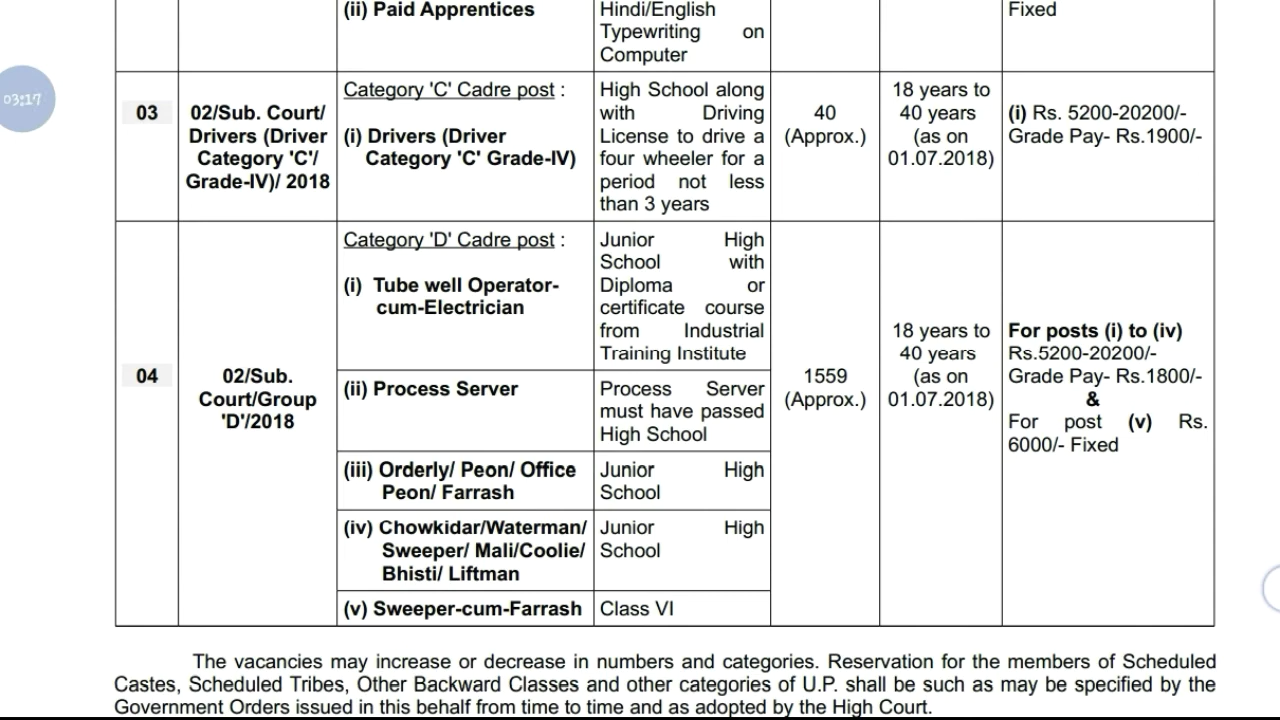 (ii) Paid Apprentices
Hindi/English
Typewriting on
Computer
Fixed
03:17
03
02/Sub. Court/
Drivers (Driver
Category 'C'/
Grade-IV)/ 2018
Category 'C' Cadre post :
(i) Drivers (Driver
Category 'C' Grade-IV)
High School along
with Driving
License to drive a
four wheeler for a
period not less
than 3 years
40
(Approx.)
18 years to
40 years
(as on
01.07.2018)
(i) Rs. 5200-20200/-
Grade Pay- Rs.1900/-
04
02/Sub.
Court/Group
'D'/2018
Category 'D' Cadre post :
(i) Tube well Operator-
cum-Electrician
Junior High
School with
Diploma or
certificate course
from Industrial
Training Institute
(ii) Process Server
Process Server
must have passed
High School
(iii) Orderly/ Peon/ Office
Peon/ Farrash
Junior High
School
(iv) Chowkidar/Waterman/
Sweeper/ Mali/Coolie/
Bhisti/ Liftman
Junior High
School
(v) Sweeper-cum-Farrash
Class VI
1559
(Approx.)
18 years to
40 years
(as on
01.07.2018)
For posts (i) to (iv)
Rs.5200-20200/-
Grade Pay- Rs.1800/-
&
For post (v) Rs.
6000/- Fixed
The vacancies may increase or decrease in numbers and categories. Reservation for the members of Scheduled
Castes, Scheduled Tribes, Other Backward Classes and other categories of U.P. shall be such as may be specified by the
Government Orders issued in this behalf from time to time and as adopted by the High Court.